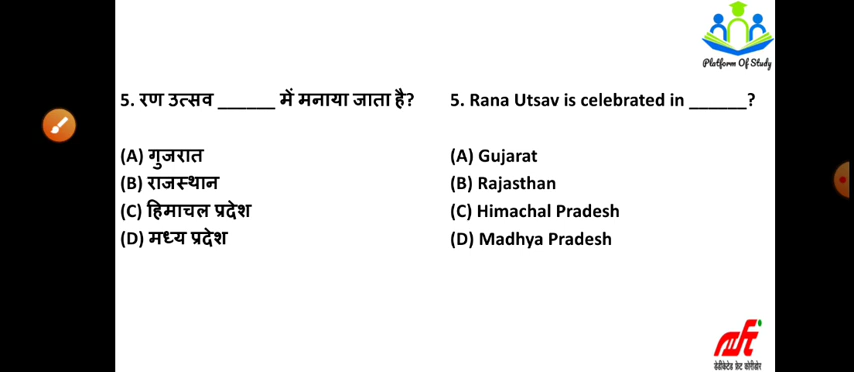 Platform Of Study
5. रण उत्सव ______ में मनाया जाता है?
(A) गुजरात
(B) राजस्थान
(C) हिमाचल प्रदेश
(D) मध्य प्रदेश
5. Rana Utsav is celebrated in ______?
(A) Gujarat
(B) Rajasthan
(C) Himachal Pradesh
(D) Madhya Pradesh
डेडीकेटेड फ्रेट कोरीडोर